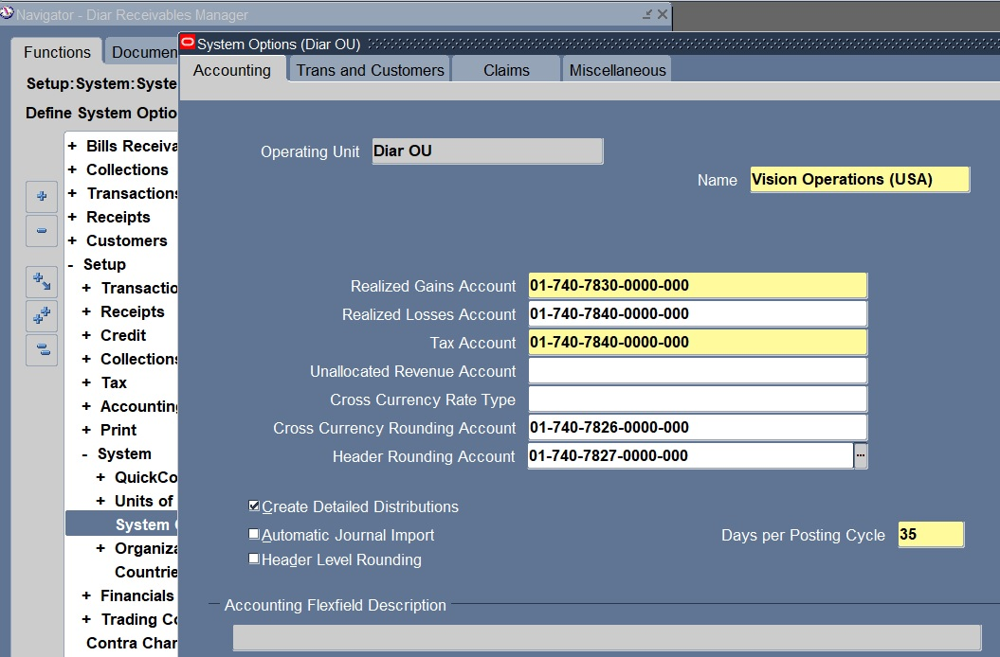 Navigator - Diar Receivables Manager
System Options (Diar OU)
Functions
Documen
Accounting
Trans and Customers
Claims
Miscellaneous
Setup:System:Syste
Define System Optio
+ Bills Receiva
+ Collections
+ Transactions
+ Receipts
+ Customers
- Setup
+ Transactio
+ Receipts
+ Credit
+ Collections
+ Tax
+ Accounting
+ Print
- System
+ QuickCo
+ Units of
System O
+ Organiza
Countrie
+ Financials
+ Trading Co
Contra Char
Operating Unit Diar OU
Name Vision Operations (USA)
Realized Gains Account 01-740-7830-0000-000
Realized Losses Account 01-740-7840-0000-000
Tax Account 01-740-7840-0000-000
Unallocated Revenue Account
Cross Currency Rate Type
Cross Currency Rounding Account 01-740-7826-0000-000
Header Rounding Account 01-740-7827-0000-000 ...
Create Detailed Distributions
Automatic Journal Import
Days per Posting Cycle 35
Header Level Rounding
Accounting Flexfield Description